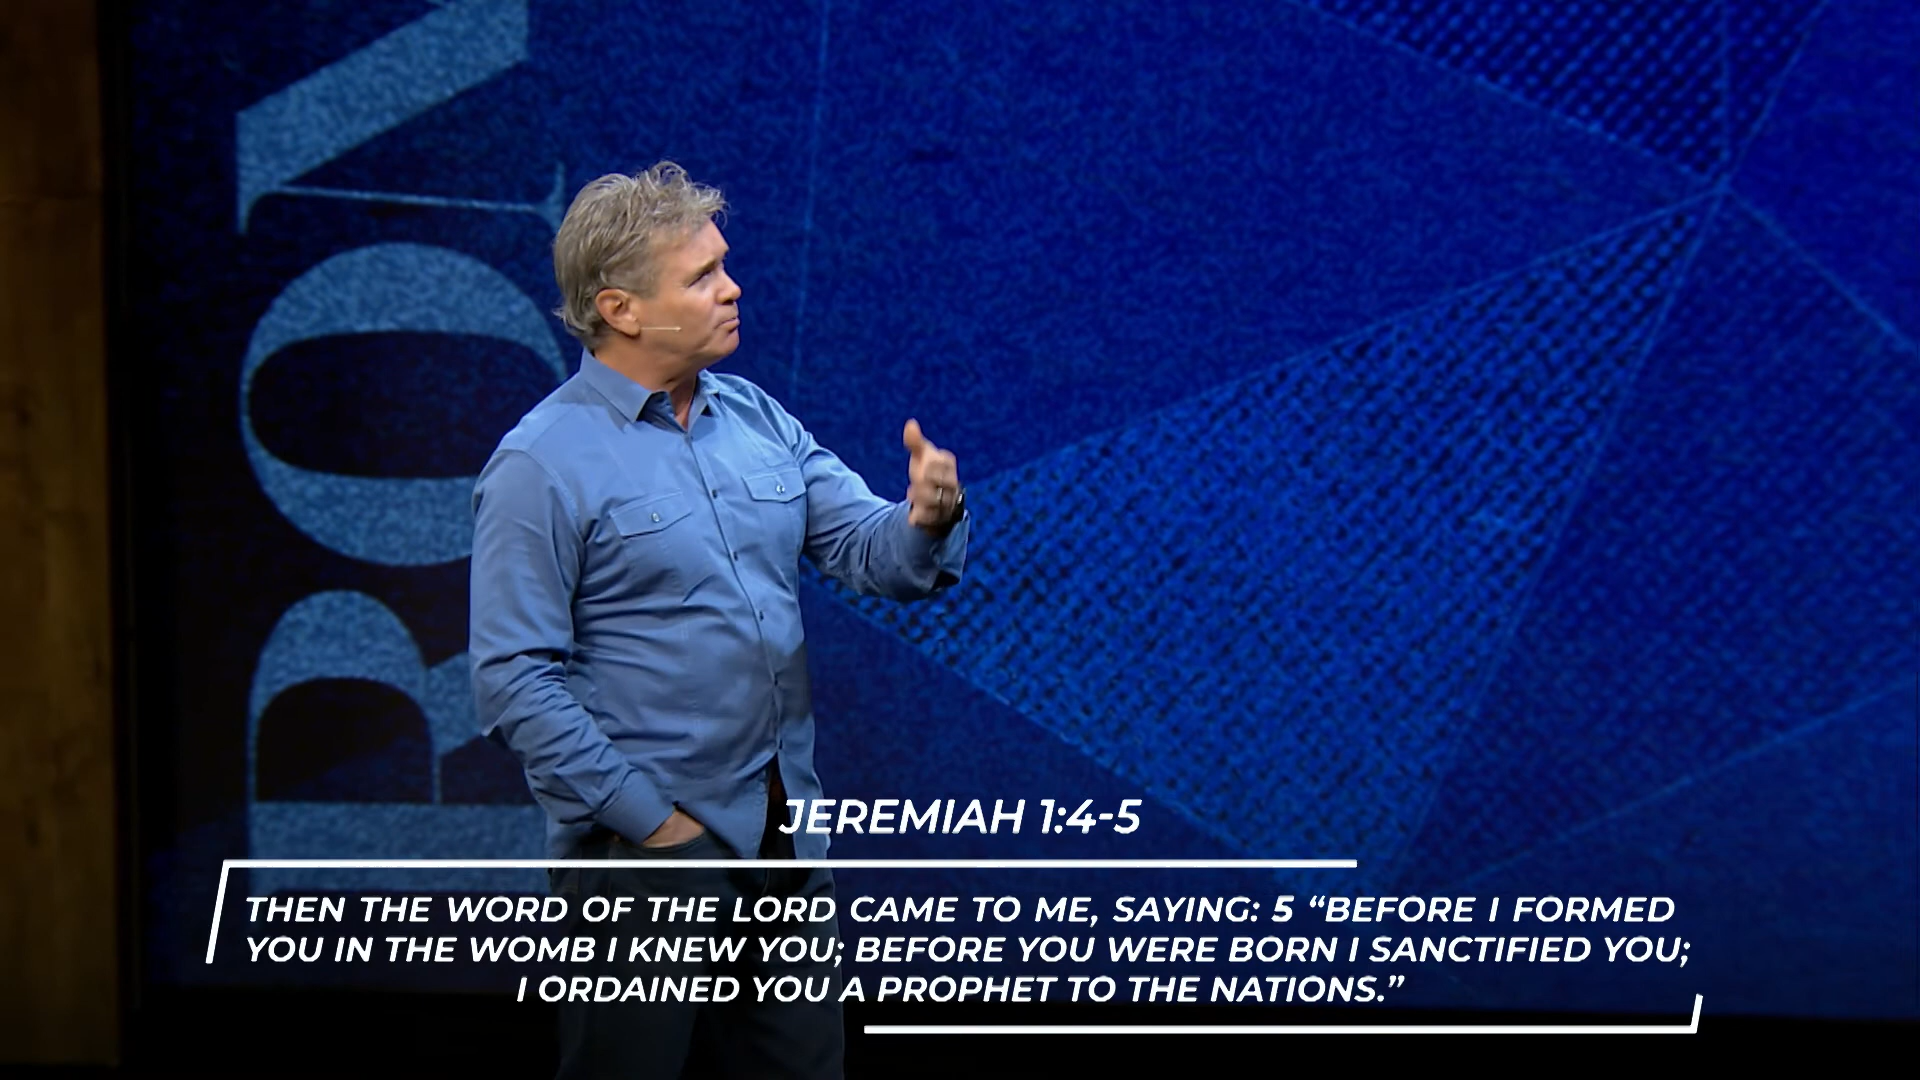 JEREMIAH 1:4-5
THEN THE WORD OF THE LORD CAME TO ME, SAYING: 5 “BEFORE I FORMED
YOU IN THE WOMB I KNEW YOU; BEFORE YOU WERE BORN I SANCTIFIED YOU;
I ORDAINED YOU A PROPHET TO THE NATIONS.”